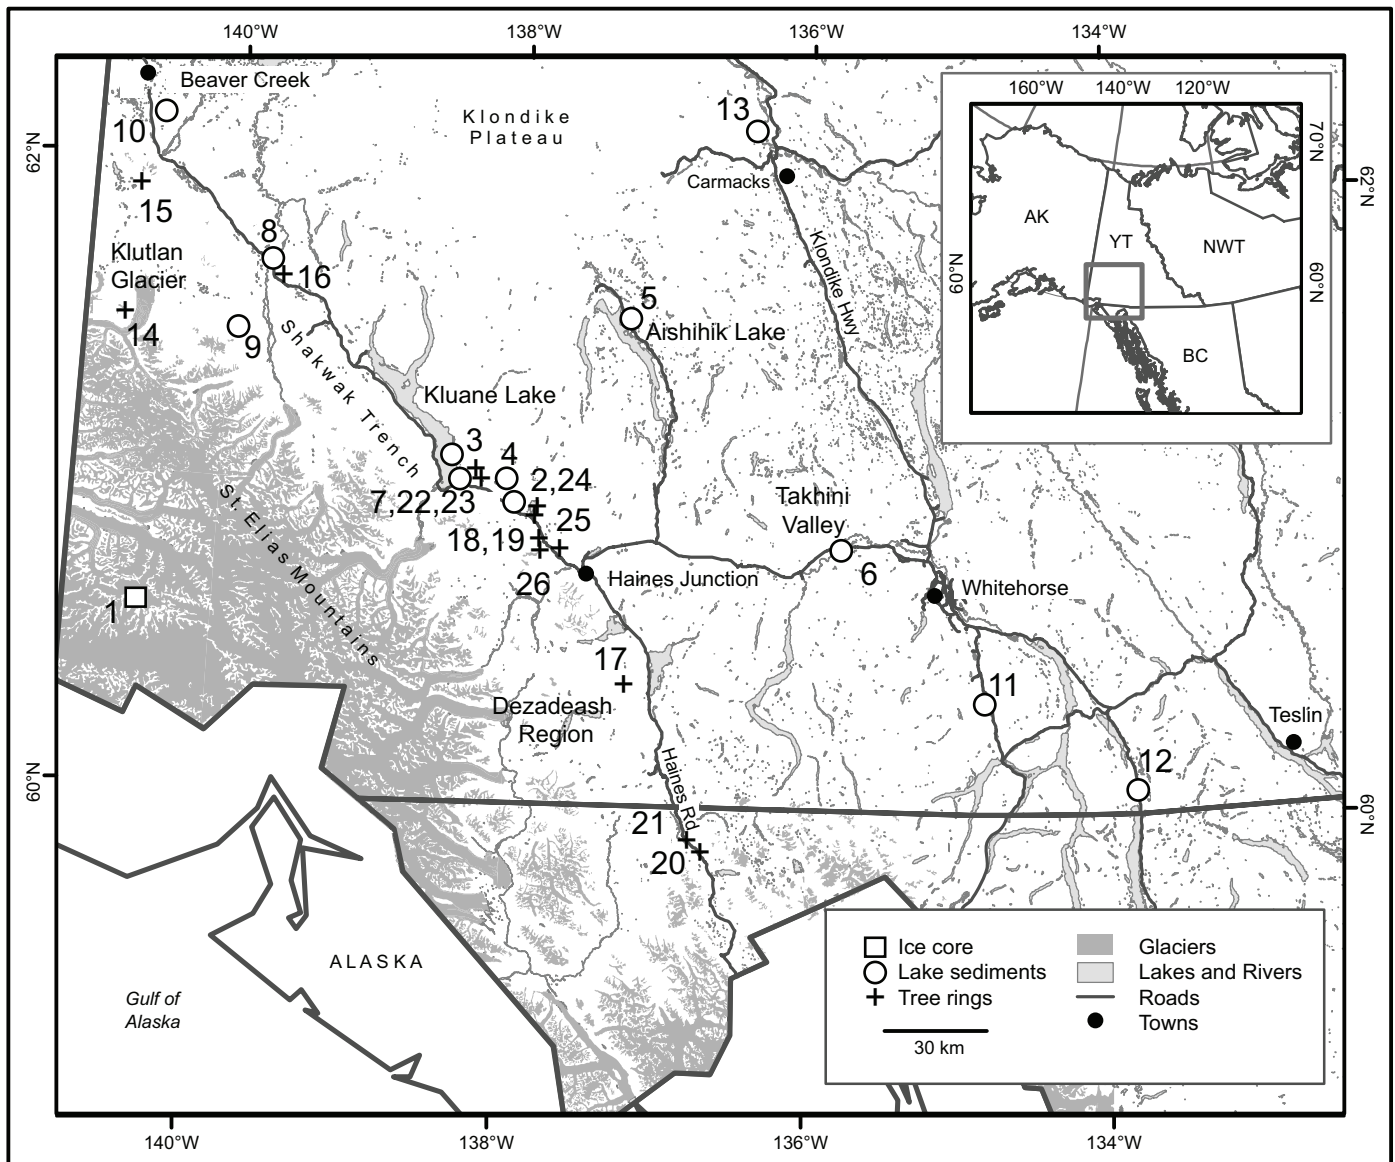 140°W
138°W
136°W
134°W
Beaver Creek
10
62°N
15
Klutlan
Glacier
14
8
16
9
Klondike
Plateau
13
Carmacks
Klondike Hwy
160°W
140°W
120°W
70°N
AK
YT
NWT
60°N
60°N
BC
62°N
5
Aishihik Lake
Shakwak Trench
Kluane Lake
3
4
2,24
7,22,23
25
18,19
26
St. Elias Mountains
1
Takhini
Valley
6
Haines Junction
Whitehorse
17
Dezadeash
Region
11
Teslin
12
60°N
Haines Rd
21
20
60°N
ALASKA
Gulf of
Alaska
Ice core
Lake sediments
Tree rings
30 km
Glaciers
Lakes and Rivers
Roads
Towns
140°W
138°W
136°W
134°W